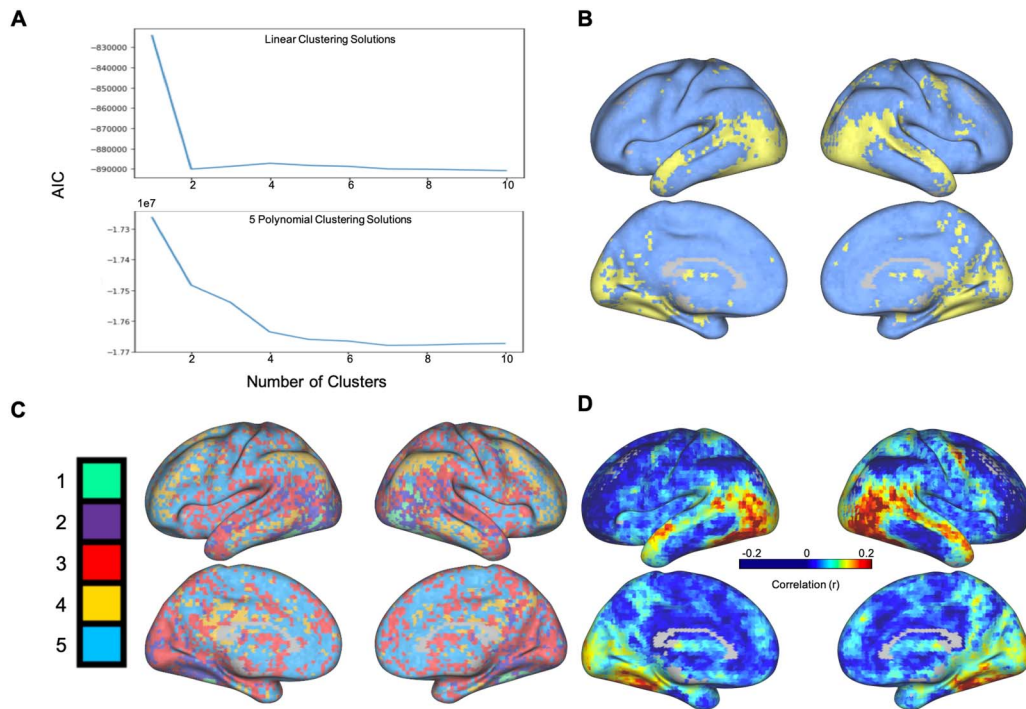 A
Linear Clustering Solutions
−830000
−840000
−850000
−860000
−870000
−880000
−890000
2 4 6 8 10
AIC
1e7
5 Polynomial Clustering Solutions
−1.73
−1.75
−1.76
−1.77
2 4 6 8 10
Number of Clusters
B
C
1
2
3
4
5
D
-0.2 0 0.2
Correlation (r)